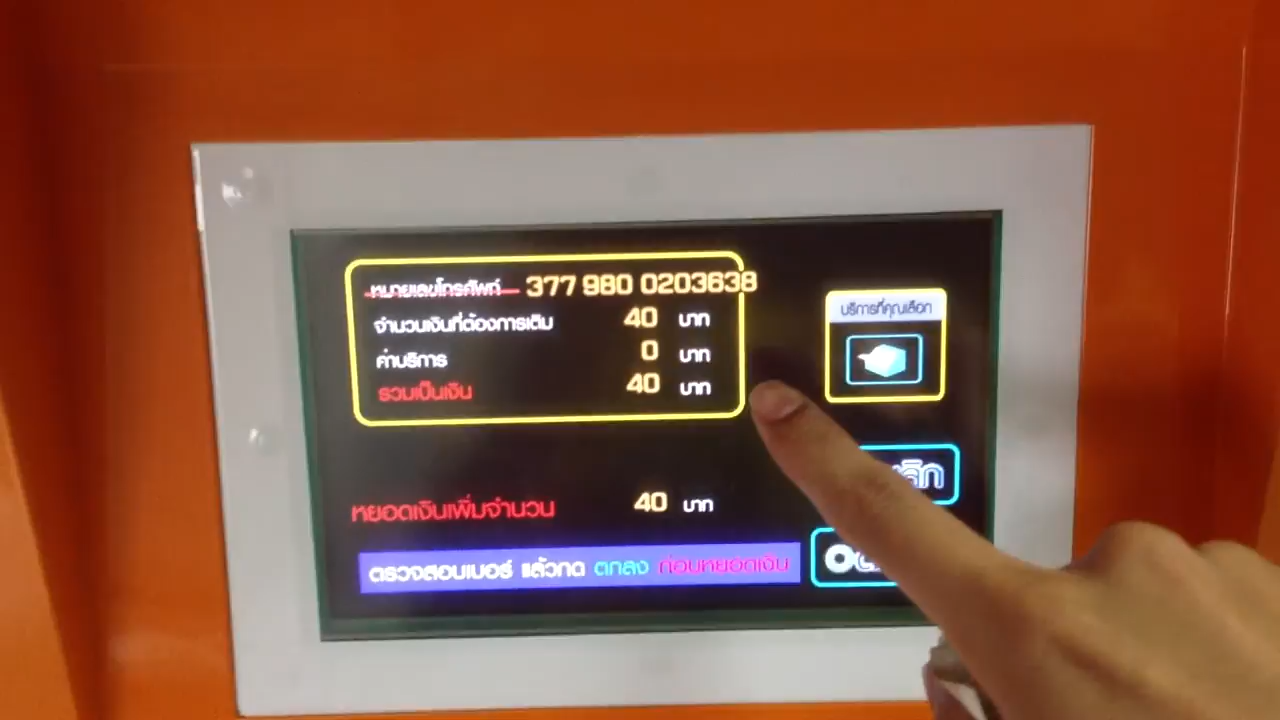 หมายเลขโทรศัพท์ 377 980 0203638
จำนวนเงินที่ต้องการเติม 40 บาท
ค่าบริการ 0 บาท
รวมเป็นเงิน 40 บาท
บริการที่คุณเลือก
หยอดเงินเพิ่มจำนวน 40 บาท
ตรวจสอบเบอร์ แล้วกด ตกลง ก่อนหยอดเงิน